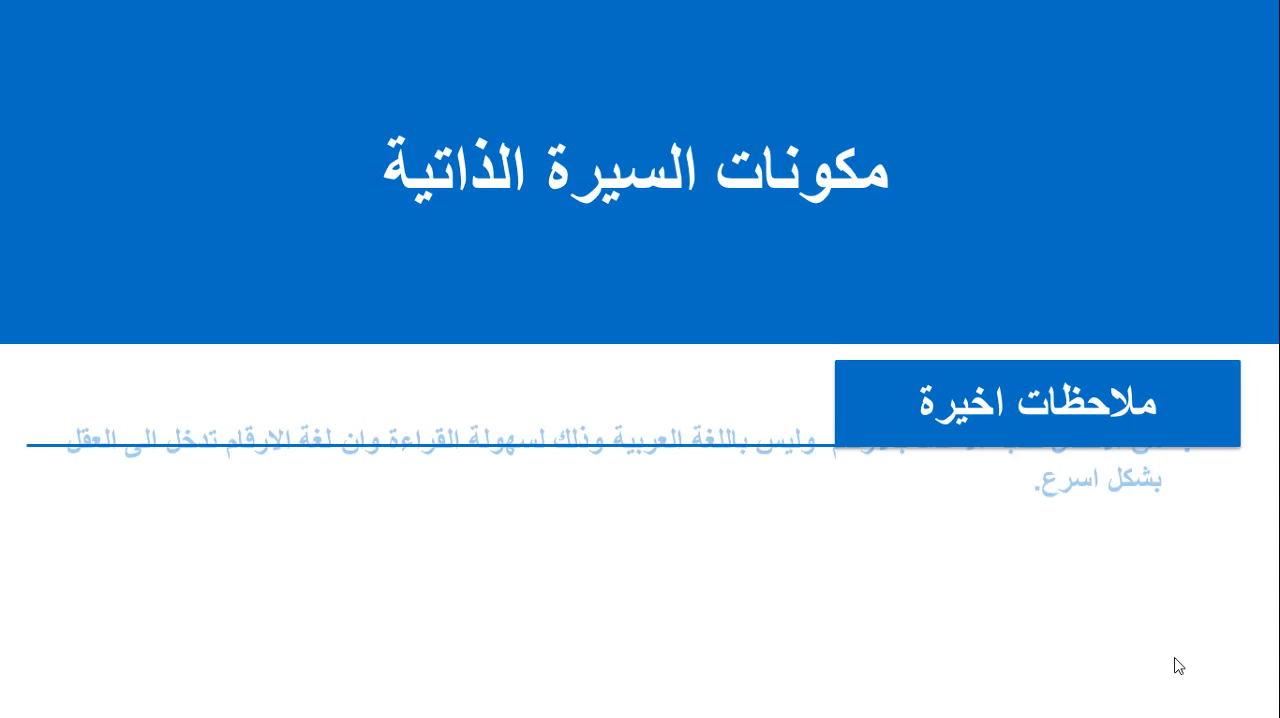 مكونات السيرة الذاتية
ملاحظات اخيرة
وليس باللغة العربية وذلك لسهولة القراءة وان لغة الارقام تدخل الى العقل
بشكل اسرع.